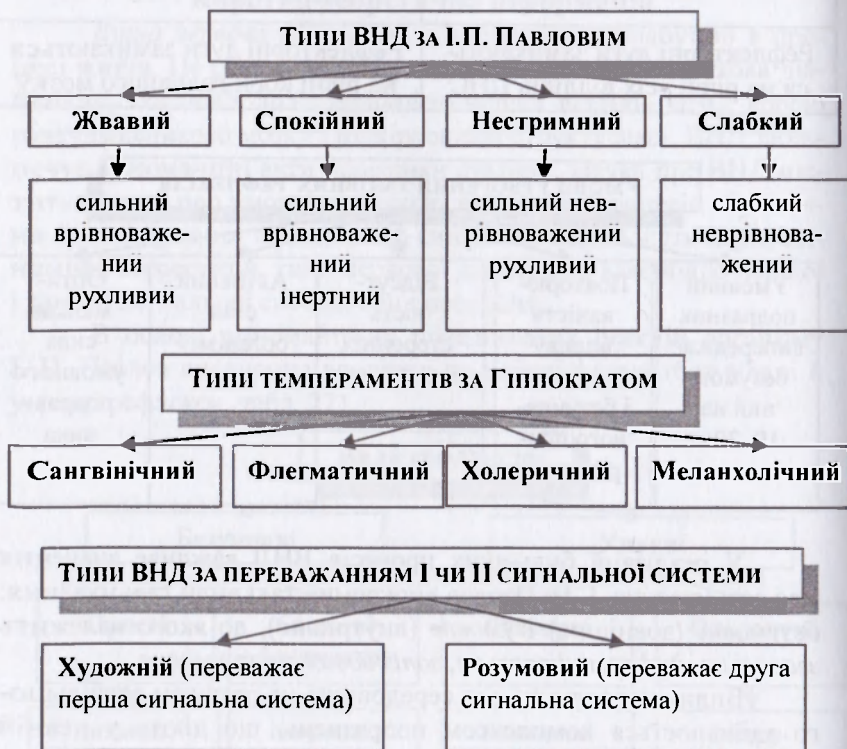 ТИПИ ВНД ЗА І.П. ПАВЛОВИМ
Жвавий
Спокійний
Нестримний
Слабкий
сильний
врівноваже-
ний
рухливий
сильний
врівноваже-
ний
інертний
сильний нев-
рівноважений
рухливий
слабкий
неврівнова-
жений
ТИПИ ТЕМПЕРАМЕНТІВ ЗА ГІППОКРАТОМ
Сангвінічний
Флегматичний
Холеричний
Меланхолічний
ТИПИ ВНД ЗА ПЕРЕВАЖАННЯМ І ЧИ ІІ СИГНАЛЬНОЇ СИСТЕМИ
Художній (переважає
перша сигнальна система)
Розумовий (переважає друга
сигнальна система)